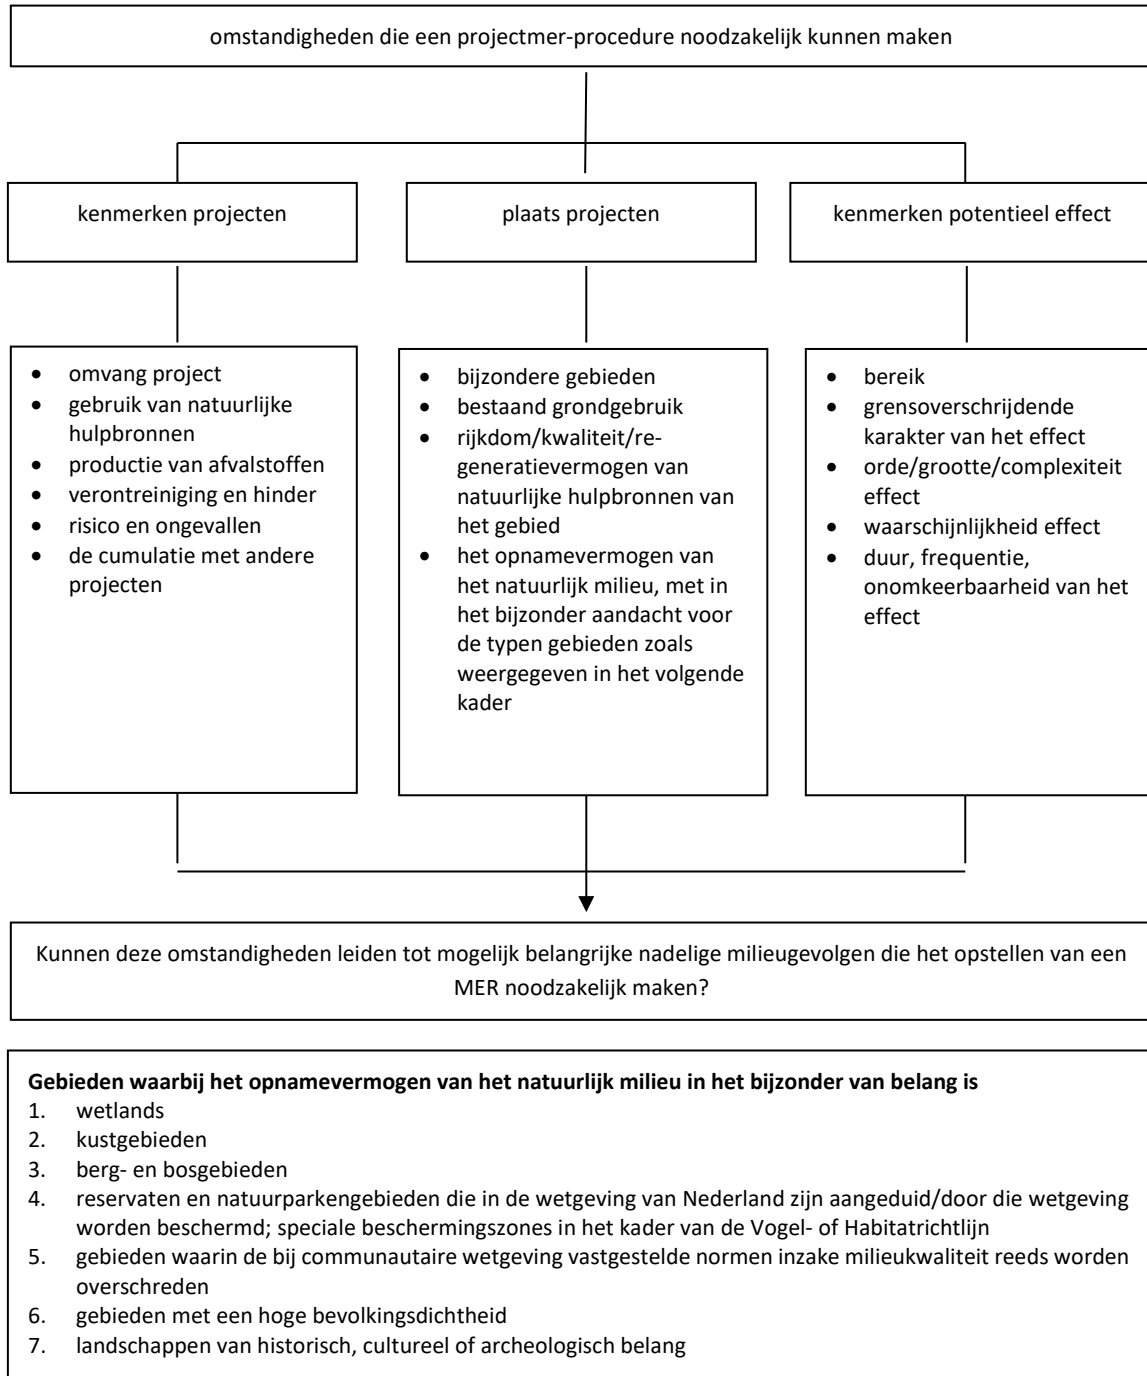 omstandigheden die een projectmer-procedure noodzakelijk kunnen maken
kenmerken projecten
plaats projecten
kenmerken potentieel effect
• omvang project
• gebruik van natuurlijke
hulpbronnen
• productie van afvalstoffen
• verontreiniging en hinder
• risico en ongevallen
• de cumulatie met andere
projecten
• bijzondere gebieden
• bestaand grondgebruik
• rijkdom/kwaliteit/re-
generatievermogen van
natuurlijke hulpbronnen van
het gebied
• het opnamevermogen van
het natuurlijk milieu, met in
het bijzonder aandacht voor
de typen gebieden zoals
weergegeven in het volgende
kader
• bereik
• grensoverschrijdende
karakter van het effect
• orde/grootte/complexiteit
effect
• waarschijnlijkheid effect
• duur, frequentie,
onomkeerbaarheid van het
effect
Kunnen deze omstandigheden leiden tot mogelijk belangrijke nadelige milieugevolgen die het opstellen van een
MER noodzakelijk maken?
Gebieden waarbij het opnamevermogen van het natuurlijk milieu in het bijzonder van belang is
1. wetlands
2. kustgebieden
3. berg- en bosgebieden
4. reservaten en natuurparkengebieden die in de wetgeving van Nederland zijn aangeduid/door die wetgeving
worden beschermd; speciale beschermingszones in het kader van de Vogel- of Habitatrichtlijn
5. gebieden waarin de bij communautaire wetgeving vastgestelde normen inzake milieukwaliteit reeds worden
overschreden
6. gebieden met een hoge bevolkingsdichtheid
7. landschappen van historisch, cultureel of archeologisch belang